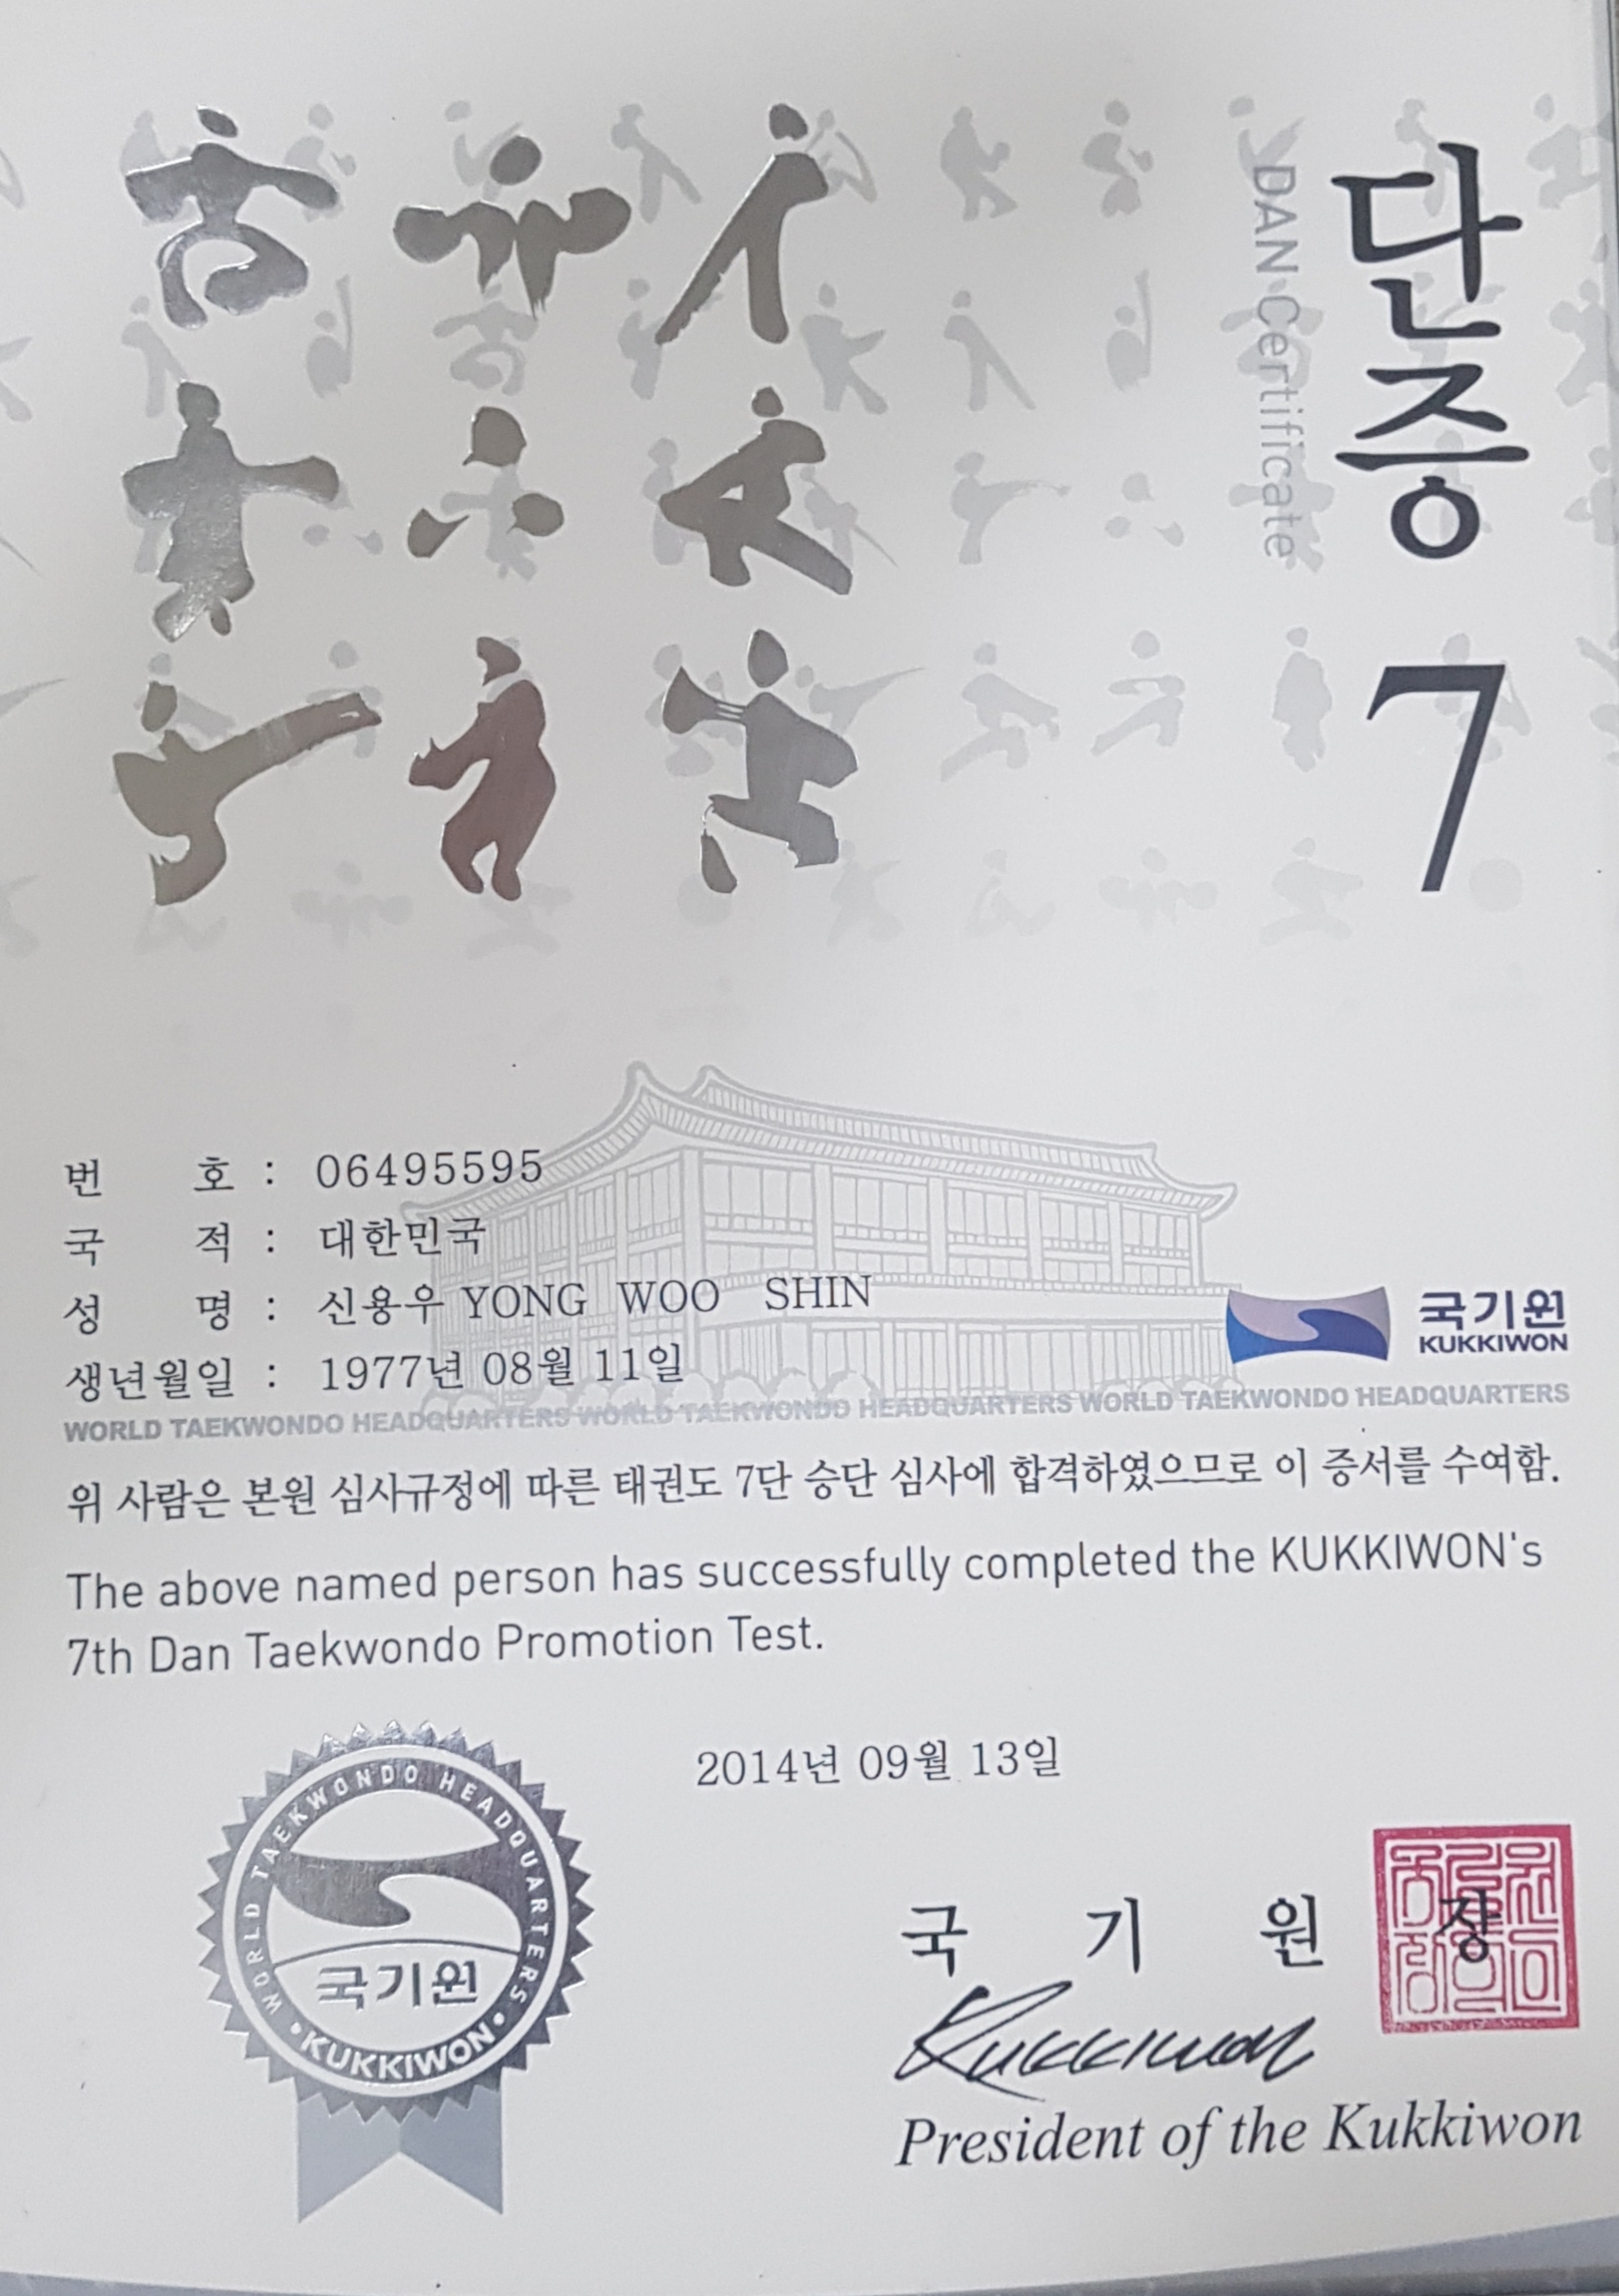 단증 7
DAN Certificate
번 호 : 06495595
국 적 : 대한민국
성 명 : 신용우 YONG WOO SHIN
생년월일 : 1977년 08월 11일
국기원
KUKKIWON
WORLD TAEKWONDO HEADQUARTERS WORLD TAEKWONDO HEADQUARTERS WORLD TAEKWONDO HEADQUARTERS
위 사람은 본원 심사규정에 따른 태권도 7단 승단 심사에 합격하였으므로 이 증서를 수여함.
The above named person has successfully completed the KUKKIWON's
7th Dan Taekwondo Promotion Test.
2014년 09월 13일
WORLD TAEKWONDO HEADQUARTERS
국기원
• KUKKIWON •
국 기 원 장
Kukkiwon
President of the Kukkiwon